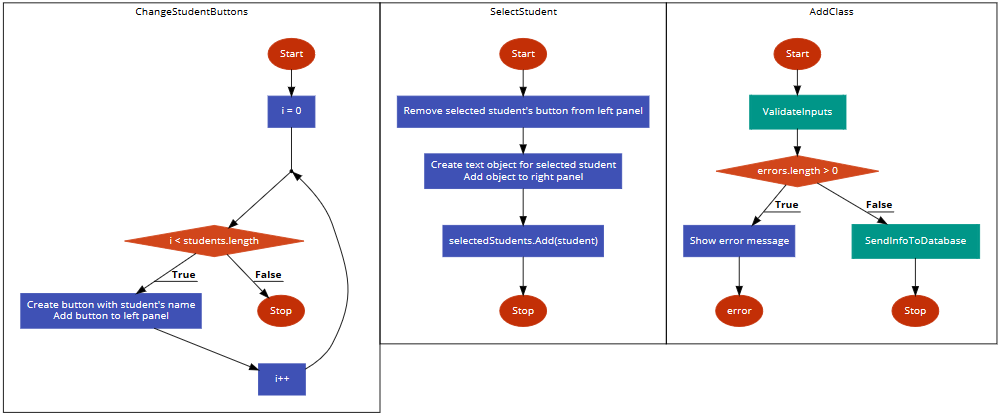 ChangeStudentButtons
Start
i = 0
i < students.length
True
False
Create button with student's name
Add button to left panel
Stop
i++
SelectStudent
Start
Remove selected student's button from left panel
Create text object for selected student
Add object to right panel
selectedStudents.Add(student)
Stop
AddClass
Start
ValidateInputs
errors.length > 0
True
False
Show error message
SendInfoToDatabase
error
Stop